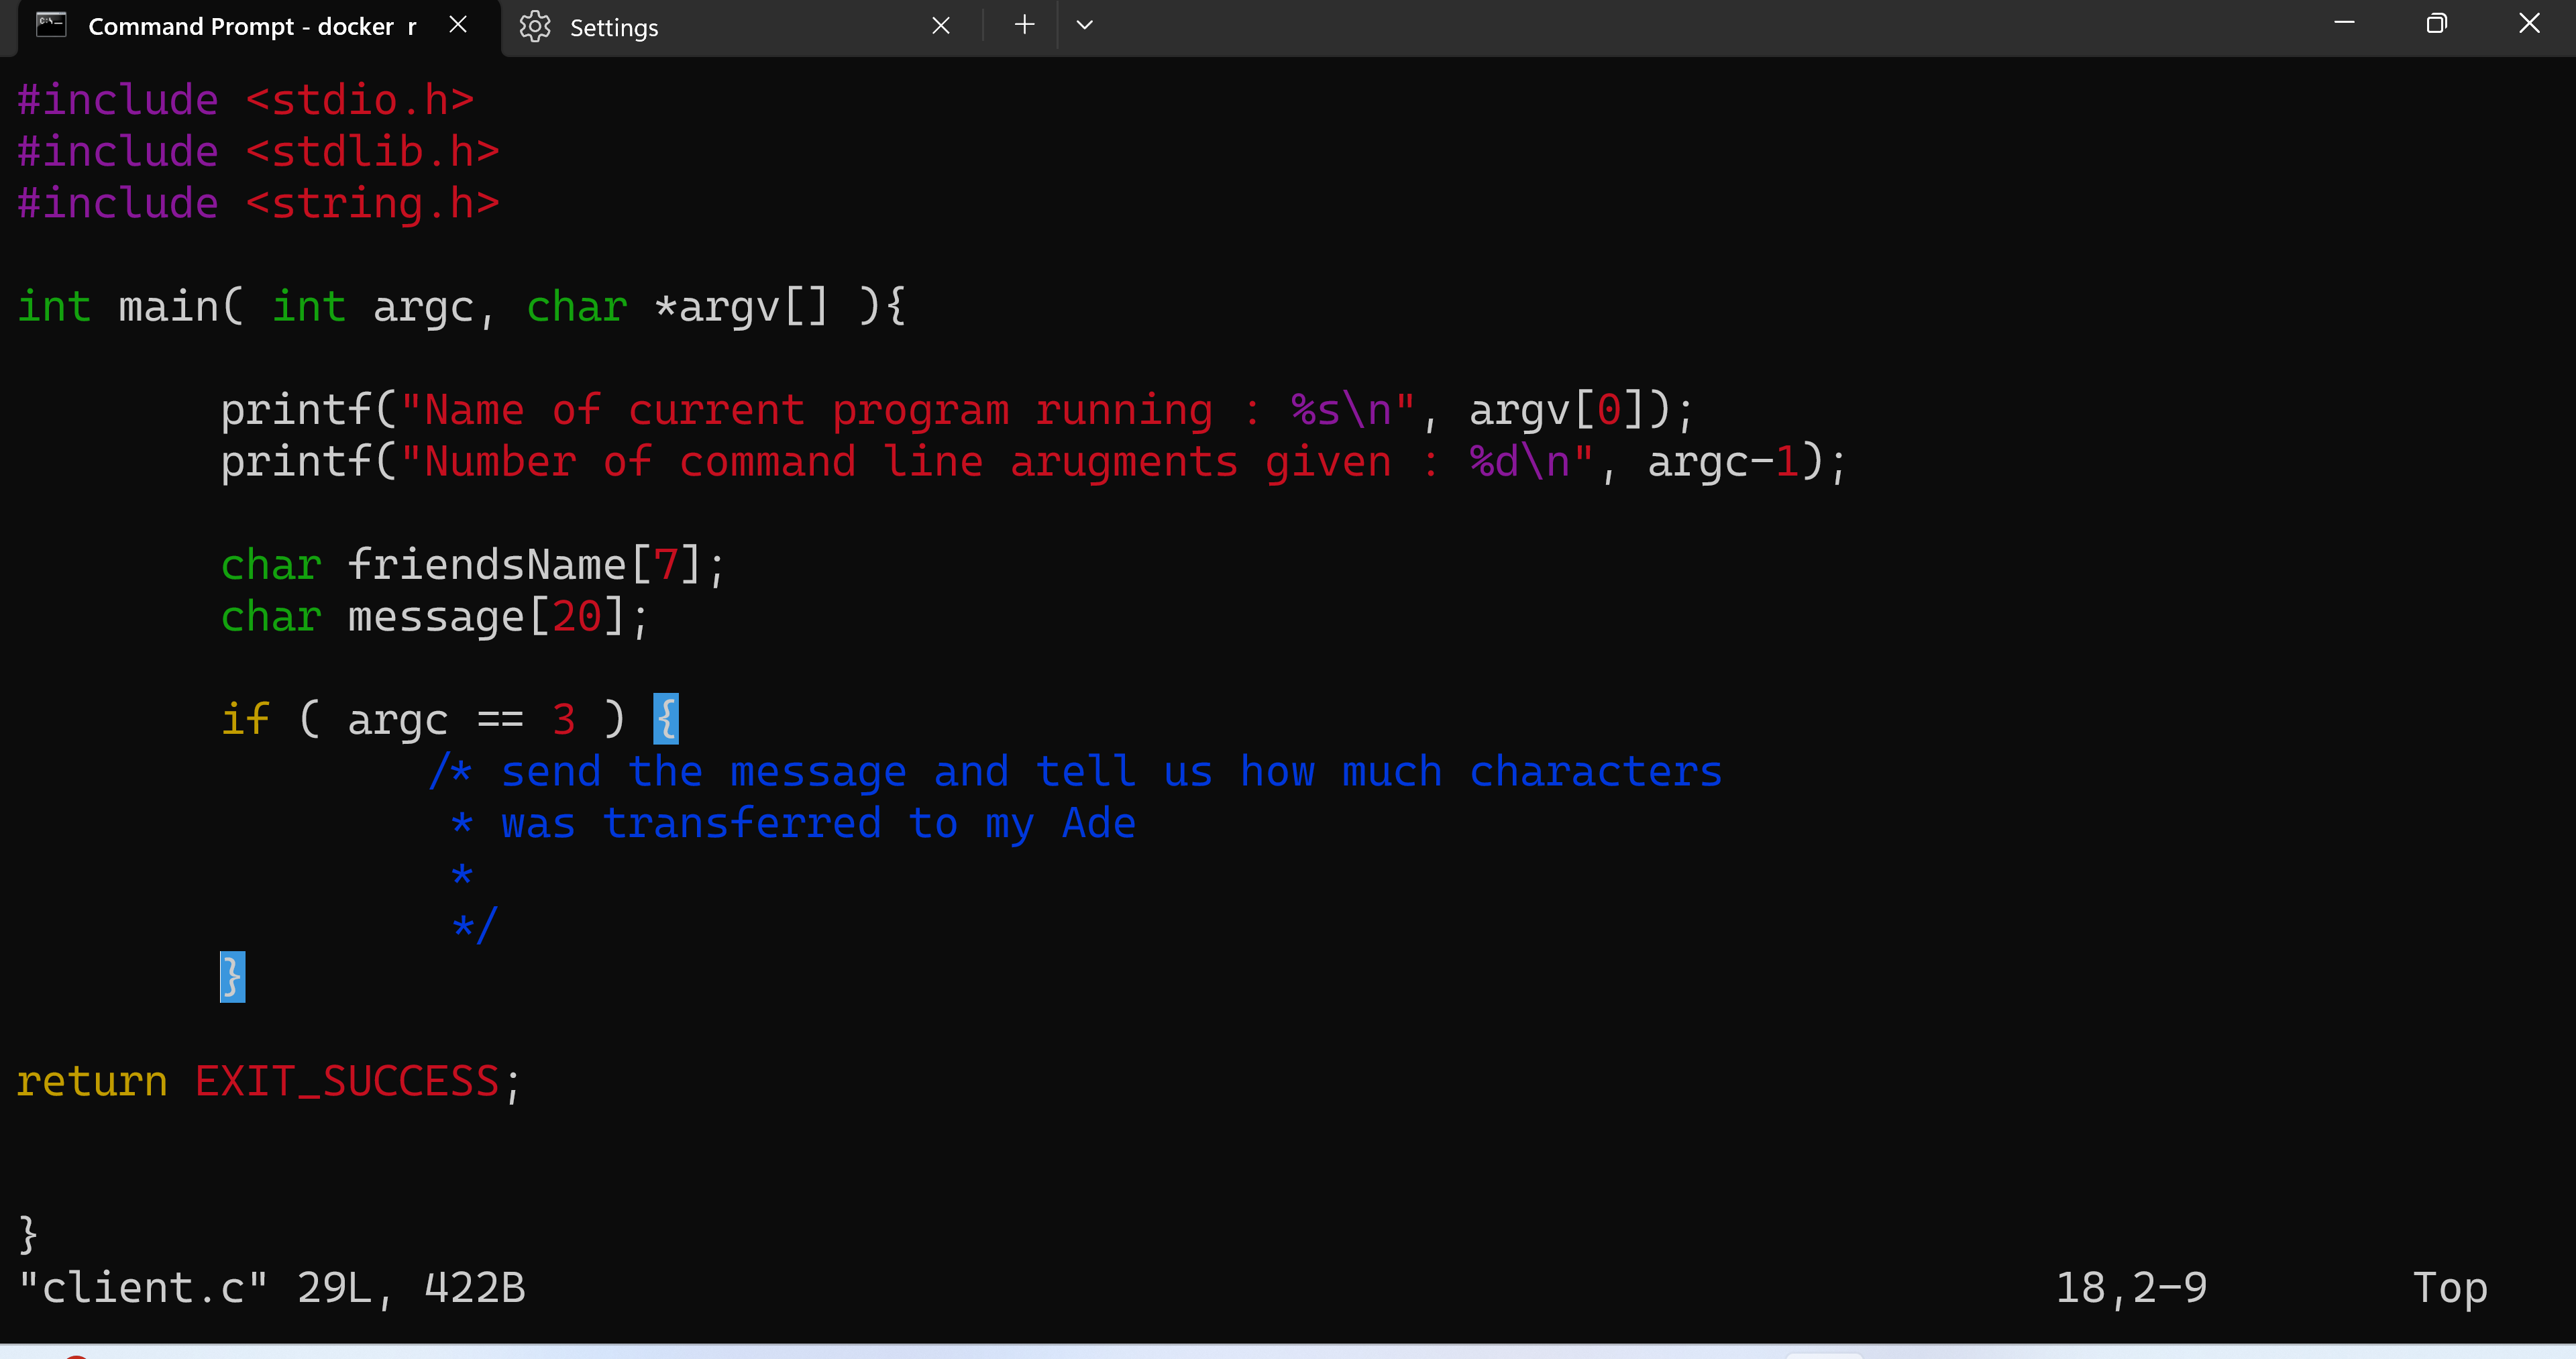 Command Prompt - docker r
Settings
#include <stdio.h>
#include <stdlib.h>
#include <string.h>
int main( int argc, char *argv[] ){
printf("Name of current program running : %s\n", argv[0]);
printf("Number of command line arugments given : %d\n", argc-1);
char friendsName[7];
char message[20];
if ( argc == 3 ) {
/* send the message and tell us how much characters
* was transferred to my Ade
*
*/
}
return EXIT_SUCCESS;
}
"client.c" 29L, 422B 18,2-9 Top